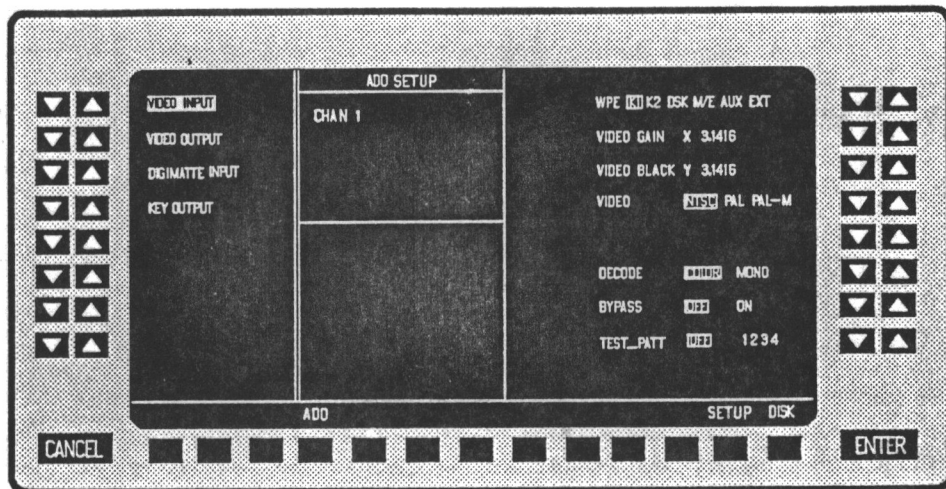 ADO SETUP
VIDEO INPUT
VIDEO OUTPUT
DIGIMATTE INPUT
KEY OUTPUT
CHAN 1
WPE K1 K2 DSK M/E AUX EXT
VIDEO GAIN X 3.1416
VIDEO BLACK Y 3.1416
VIDEO NTSC PAL PAL-M
DECODE COLOR MONO
BYPASS OFF ON
TEST_PATT OFF 1234
ADO SETUP DISK
CANCEL ENTER